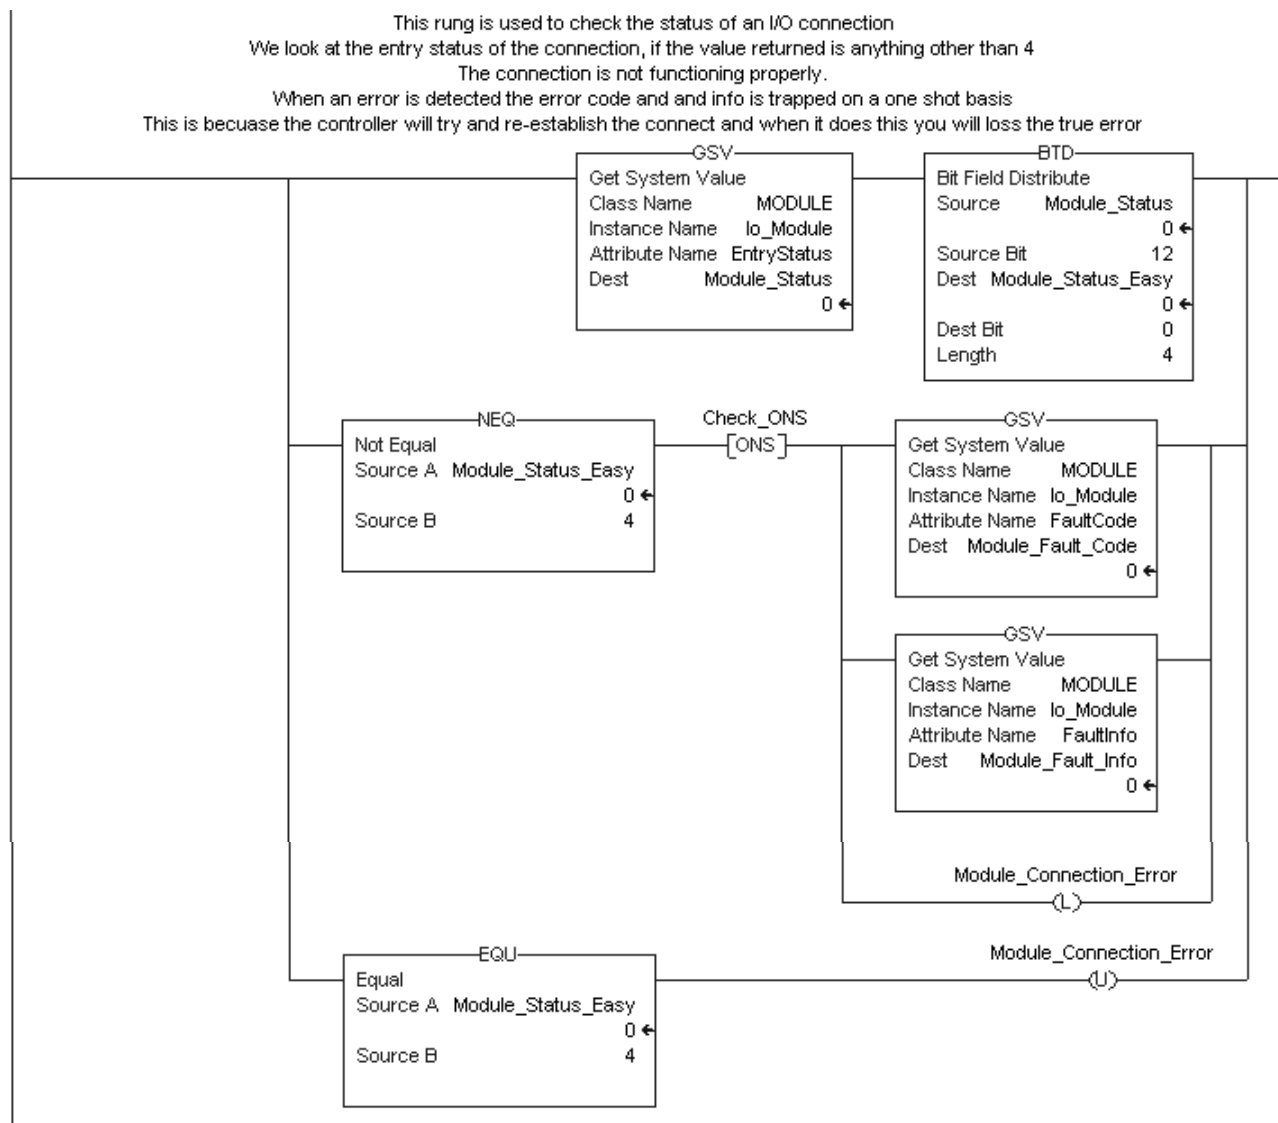 This rung is used to check the status of an I/O connection
We look at the entry status of the connection, if the value returned is anything other than 4
The connection is not functioning properly.
When an error is detected the error code and and info is trapped on a one shot basis
This is becuase the controller will try and re-establish the connect and when it does this you will loss the true error
GSV
Get System Value
Class Name MODULE
Instance Name Io_Module
Attribute Name EntryStatus
Dest Module_Status
0
BTD
Bit Field Distribute
Source Module_Status
0
Source Bit 12
Dest Module_Status_Easy
0
Dest Bit 0
Length 4
NEQ
Not Equal
Source A Module_Status_Easy
0
Source B 4
Check_ONS
ONS
GSV
Get System Value
Class Name MODULE
Instance Name Io_Module
Attribute Name FaultCode
Dest Module_Fault_Code
0
GSV
Get System Value
Class Name MODULE
Instance Name Io_Module
Attribute Name FaultInfo
Dest Module_Fault_Info
0
Module_Connection_Error
L
EQU
Equal
Source A Module_Status_Easy
0
Source B 4
Module_Connection_Error
U